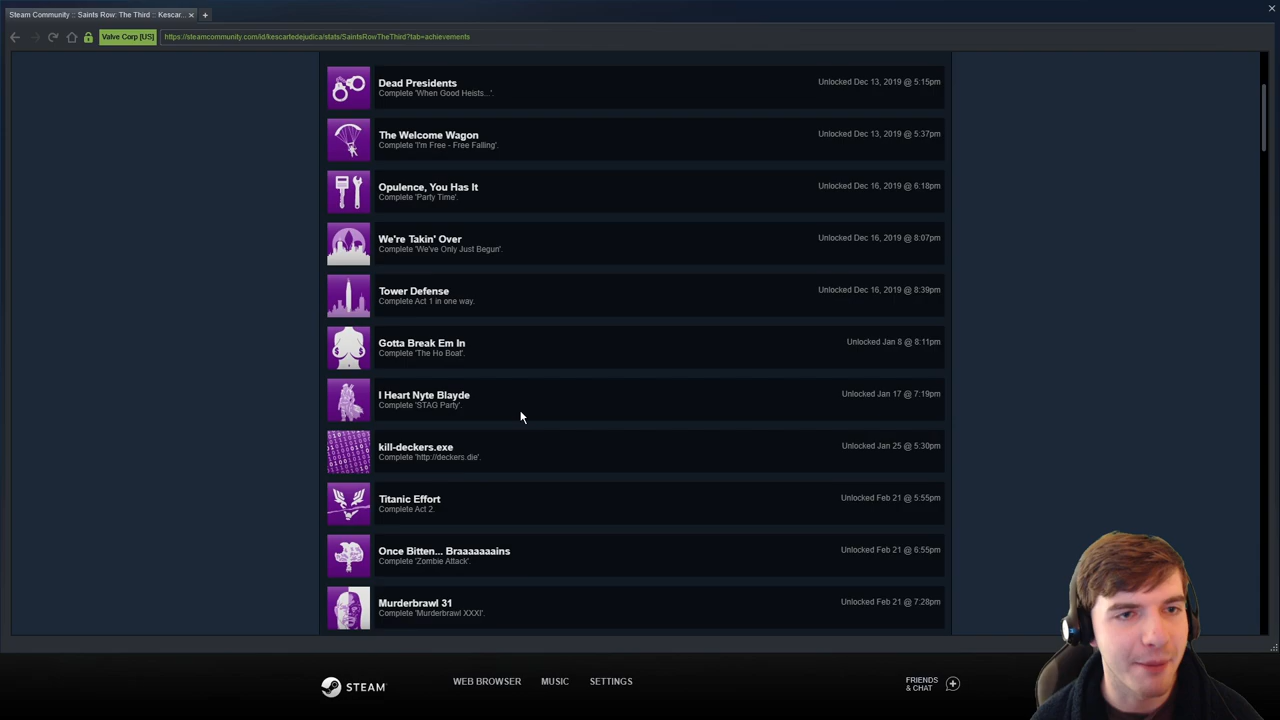 Steam Community :: Saints Row: The Third :: Kescar...
Valve Corp [US]
https://steamcommunity.com/id/kescartedejudica/stats/SaintsRowTheThird?tab=achievements
Dead Presidents
Unlocked Dec 13, 2019 @ 5:15pm
Complete 'When Good Heists...'.
The Welcome Wagon
Unlocked Dec 13, 2019 @ 5:37pm
Complete 'I'm Free - Free Falling'.
Opulence, You Has It
Unlocked Dec 16, 2019 @ 6:18pm
Complete 'Party Time'.
We're Takin' Over
Unlocked Dec 16, 2019 @ 8:07pm
Complete 'We've Only Just Begun'.
Tower Defense
Unlocked Dec 16, 2019 @ 8:39pm
Complete Act 1 in one way.
Gotta Break Em In
Unlocked Jan 8 @ 8:11pm
Complete 'The Ho Boat'.
I Heart Nyte Blayde
Unlocked Jan 17 @ 7:19pm
Complete 'STAG Party'.
kill-deckers.exe
Unlocked Jan 25 @ 5:30pm
Complete 'http://deckers.die'.
Titanic Effort
Unlocked Feb 21 @ 5:55pm
Complete Act 2.
Once Bitten... Braaaaaaains
Unlocked Feb 21 @ 6:55pm
Complete 'Zombie Attack'.
Murderbrawl 31
Unlocked Feb 21 @ 7:28pm
Complete 'Murderbrawl XXXI'.
STEAM
WEB BROWSER
MUSIC
SETTINGS
FRIENDS
& CHAT